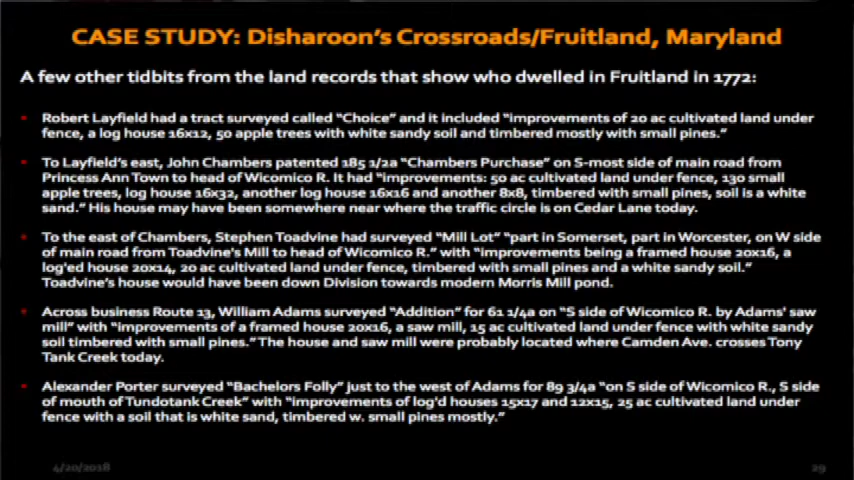 CASE STUDY: Disharoon's Crossroads/Fruitland, Maryland
A few other tidbits from the land records that show who dwelled in Fruitland in 1772:
Robert Layfield had a tract surveyed called "Choice" and it included "improvements of 20 ac cultivated land under
fence, a log house 16x12, 50 apple trees with white sandy soil and timbered mostly with small pines."
To Layfield's east, John Chambers patented 185 1/2a "Chambers Purchase" on S-most side of main road from
Princess Ann Town to head of Wicomico R. It had "improvements: 50 ac cultivated land under fence, 130 small
apple trees, log house 16x32, another log house 16x16 and another 8x8, timbered with small pines, soil is a white
sand." His house may have been somewhere near where the traffic circle is on Cedar Lane today.
To the east of Chambers, Stephen Toadvine had surveyed "Mill Lot" "part in Somerset, part in Worcester, on W side
of main road from Toadvine's Mill to head of Wicomico R." with "improvements being a framed house 20x16, a
log'ed house 20x14, 20 ac cultivated land under fence, timbered with small pines and a white sandy soil."
Toadvine's house would have been down Division towards modern Morris Mill pond.
Across business Route 13, William Adams surveyed "Addition" for 61 1/4a on "S side of Wicomico R. by Adams' saw
mill" with "improvements of a framed house 20x16, a saw mill, 15 ac cultivated land under fence with white sandy
soil timbered with small pines." The house and saw mill were probably located where Camden Ave. crosses Tony
Tank Creek today.
Alexander Porter surveyed "Bachelors Folly" just to the west of Adams for 89 3/4a "on S side of Wicomico R., S side
of mouth of Tundotank Creek" with "improvements of log'd houses 15x17 and 12x15, 25 ac cultivated land under
fence with a soil that is white sand, timbered w. small pines mostly."
4/20/2018
29